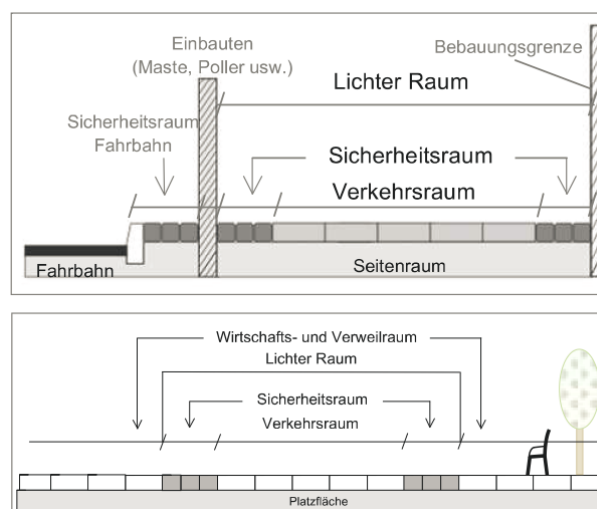 Einbauten
(Maste, Poller usw.)
Bebauungsgrenze
Lichter Raum
Sicherheitsraum
Fahrbahn
Sicherheitsraum
Verkehrsraum
Fahrbahn
Seitenraum
Wirtschafts- und Verweilraum
Lichter Raum
Sicherheitsraum
Verkehrsraum
Platzfläche